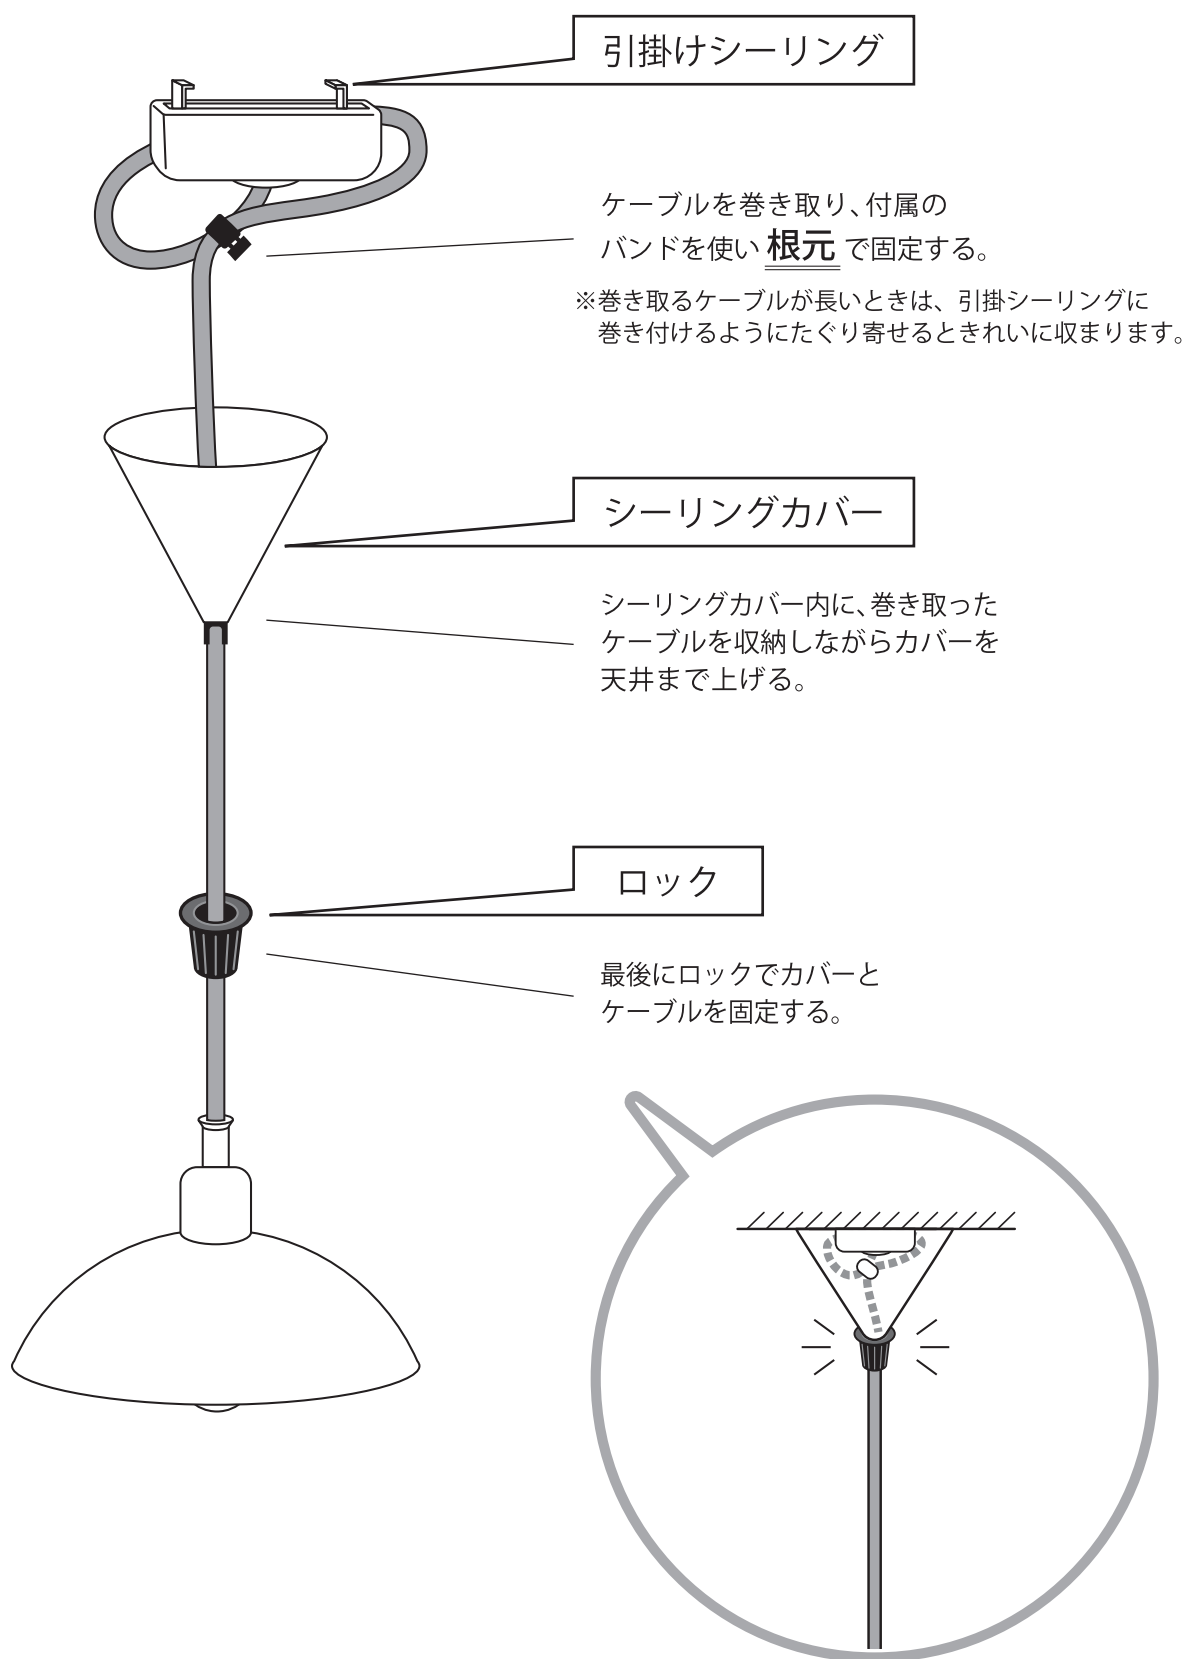 引掛けシーリング
ケーブルを巻き取り、付属の
バンドを使い 根元 で固定する。
※巻き取るケーブルが長いときは、引掛シーリングに
巻き付けるようにたぐり寄せるときれいに収まります。
シーリングカバー
シーリングカバー内に、巻き取った
ケーブルを収納しながらカバーを
天井まで上げる。
ロック
最後にロックでカバーと
ケーブルを固定する。